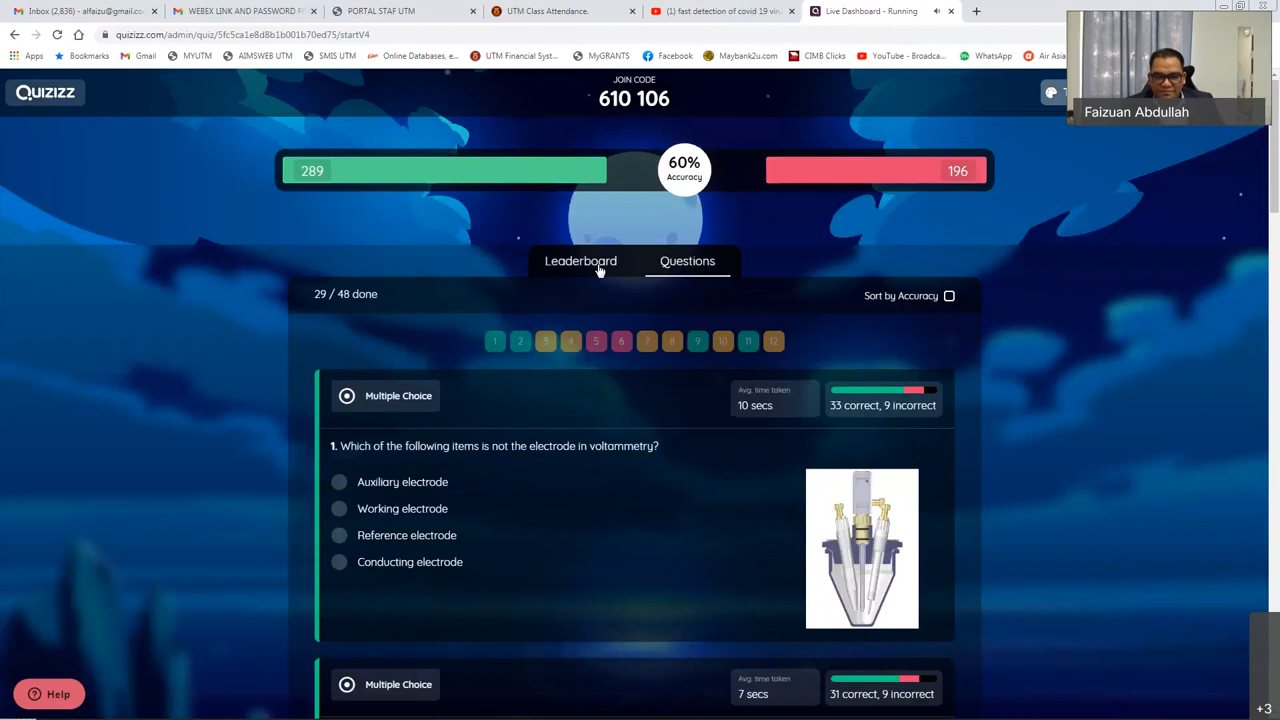 Inbox (2,836) - alfaizu@gmail.co
WEBEX LINK AND PASSWORD FO
PORTAL STAF UTM
UTM Class Attendance.
(1) fast detection of covid 19 viru
Live Dashboard - Running
quizizz.com/admin/quiz/5fc5ca1e8d8b1b001b70ed75/startV4
Apps
Bookmarks
Gmail
MYUTM
AIMSWEB UTM
SMIS UTM
Online Databases, e...
UTM Financial Syst...
MyGRANTS
Facebook
Maybank2u.com
CIMB Clicks
YouTube - Broadca...
WhatsApp
Air Asia
QUIZIZZ
JOIN CODE
610 106
Faizuan Abdullah
289
60%
Accuracy
196
Leaderboard
Questions
29 / 48 done
Sort by Accuracy
1 2 3 4 5 6 7 8 9 10 11 12
Multiple Choice
Avg. time taken
10 secs
33 correct, 9 incorrect
1. Which of the following items is not the electrode in voltammetry?
Auxiliary electrode
Working electrode
Reference electrode
Conducting electrode
Multiple Choice
Avg. time taken
7 secs
31 correct, 9 incorrect
Help
+3